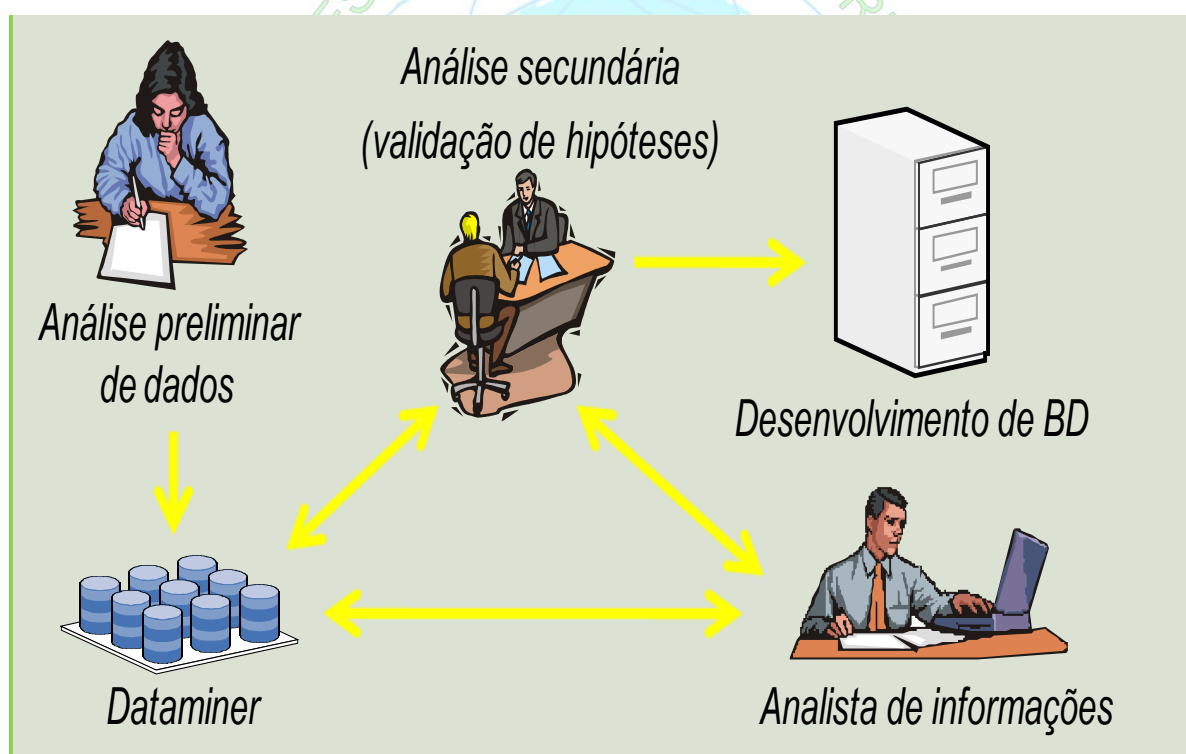 Análise secundária
(validação de hipóteses)
Análise preliminar
de dados
Desenvolvimento de BD
Dataminer
Analista de informações